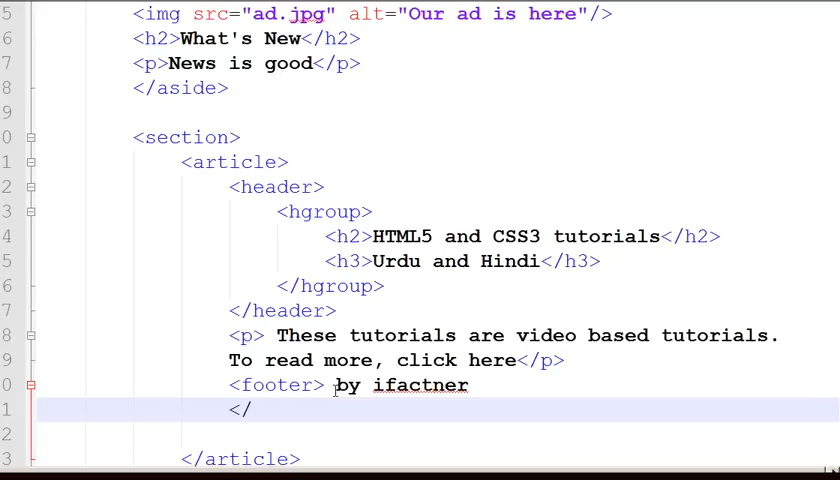 5 <img src="ad.jpg" alt="Our ad is here"/>
6 <h2>What's New</h2>
7 <p>News is good</p>
8 </aside>
9
0 <section>
1 <article>
2 <header>
3 <hgroup>
4 <h2>HTML5 and CSS3 tutorials</h2>
5 <h3>Urdu and Hindi</h3>
6 </hgroup>
7 </header>
8 <p> These tutorials are video based tutorials.
9 To read more, click here</p>
0 <footer> by ifactner
1 </
2
3 </article>